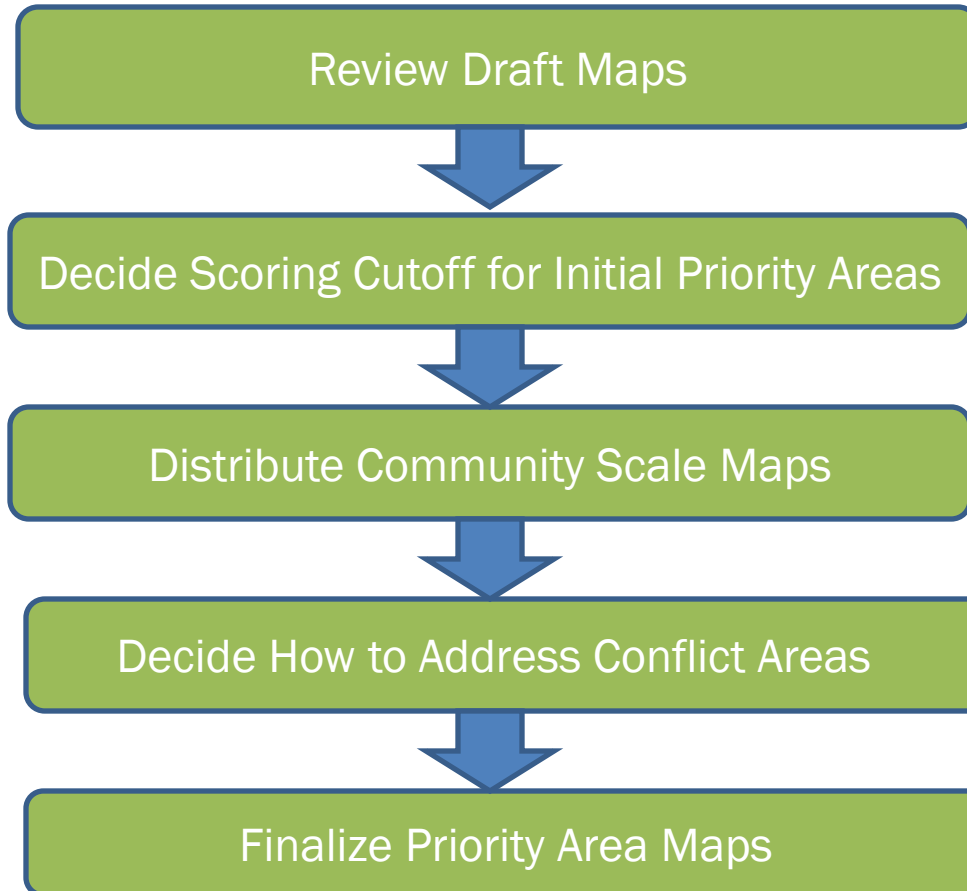 Review Draft Maps
Decide Scoring Cutoff for Initial Priority Areas
Distribute Community Scale Maps
Decide How to Address Conflict Areas
Finalize Priority Area Maps